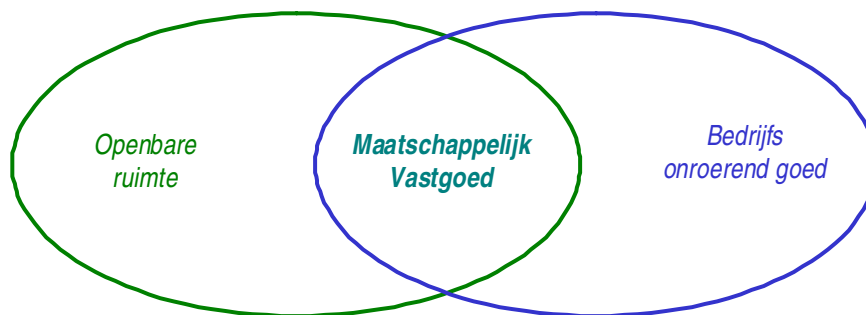 Openbare
ruimte
Maatschappelijk
Vastgoed
Bedrijfs
onroerend goed